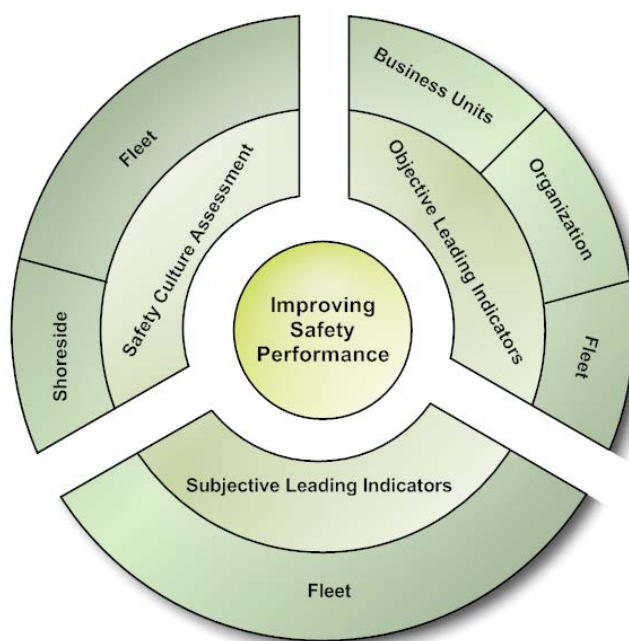 Fleet
Safety Culture Assessment
Shoreside
Business Units
Objective Leading Indicators
Organization
Fleet
Improving
Safety
Performance
Subjective Leading Indicators
Fleet